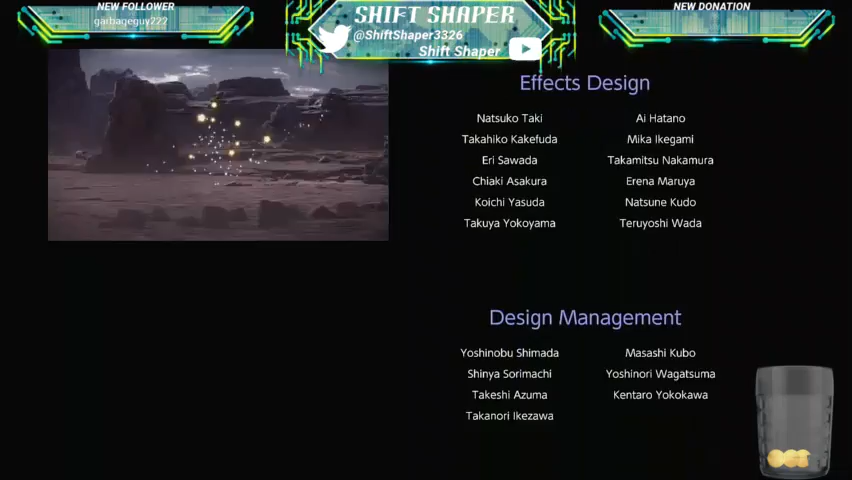 NEW FOLLOWER
garbageguy222
SHIFT SHAPER
@ShiftShaper3326
Shift Shaper
NEW DONATION
Effects Design
Natsuko Taki Ai Hatano
Takahiko Kakefuda Mika Ikegami
Eri Sawada Takamitsu Nakamura
Chiaki Asakura Erena Maruya
Koichi Yasuda Natsune Kudo
Takuya Yokoyama Teruyoshi Wada
Design Management
Yoshinobu Shimada Masashi Kubo
Shinya Sorimachi Yoshinori Wagatsuma
Takeshi Azuma Kentaro Yokokawa
Takanori Ikezawa